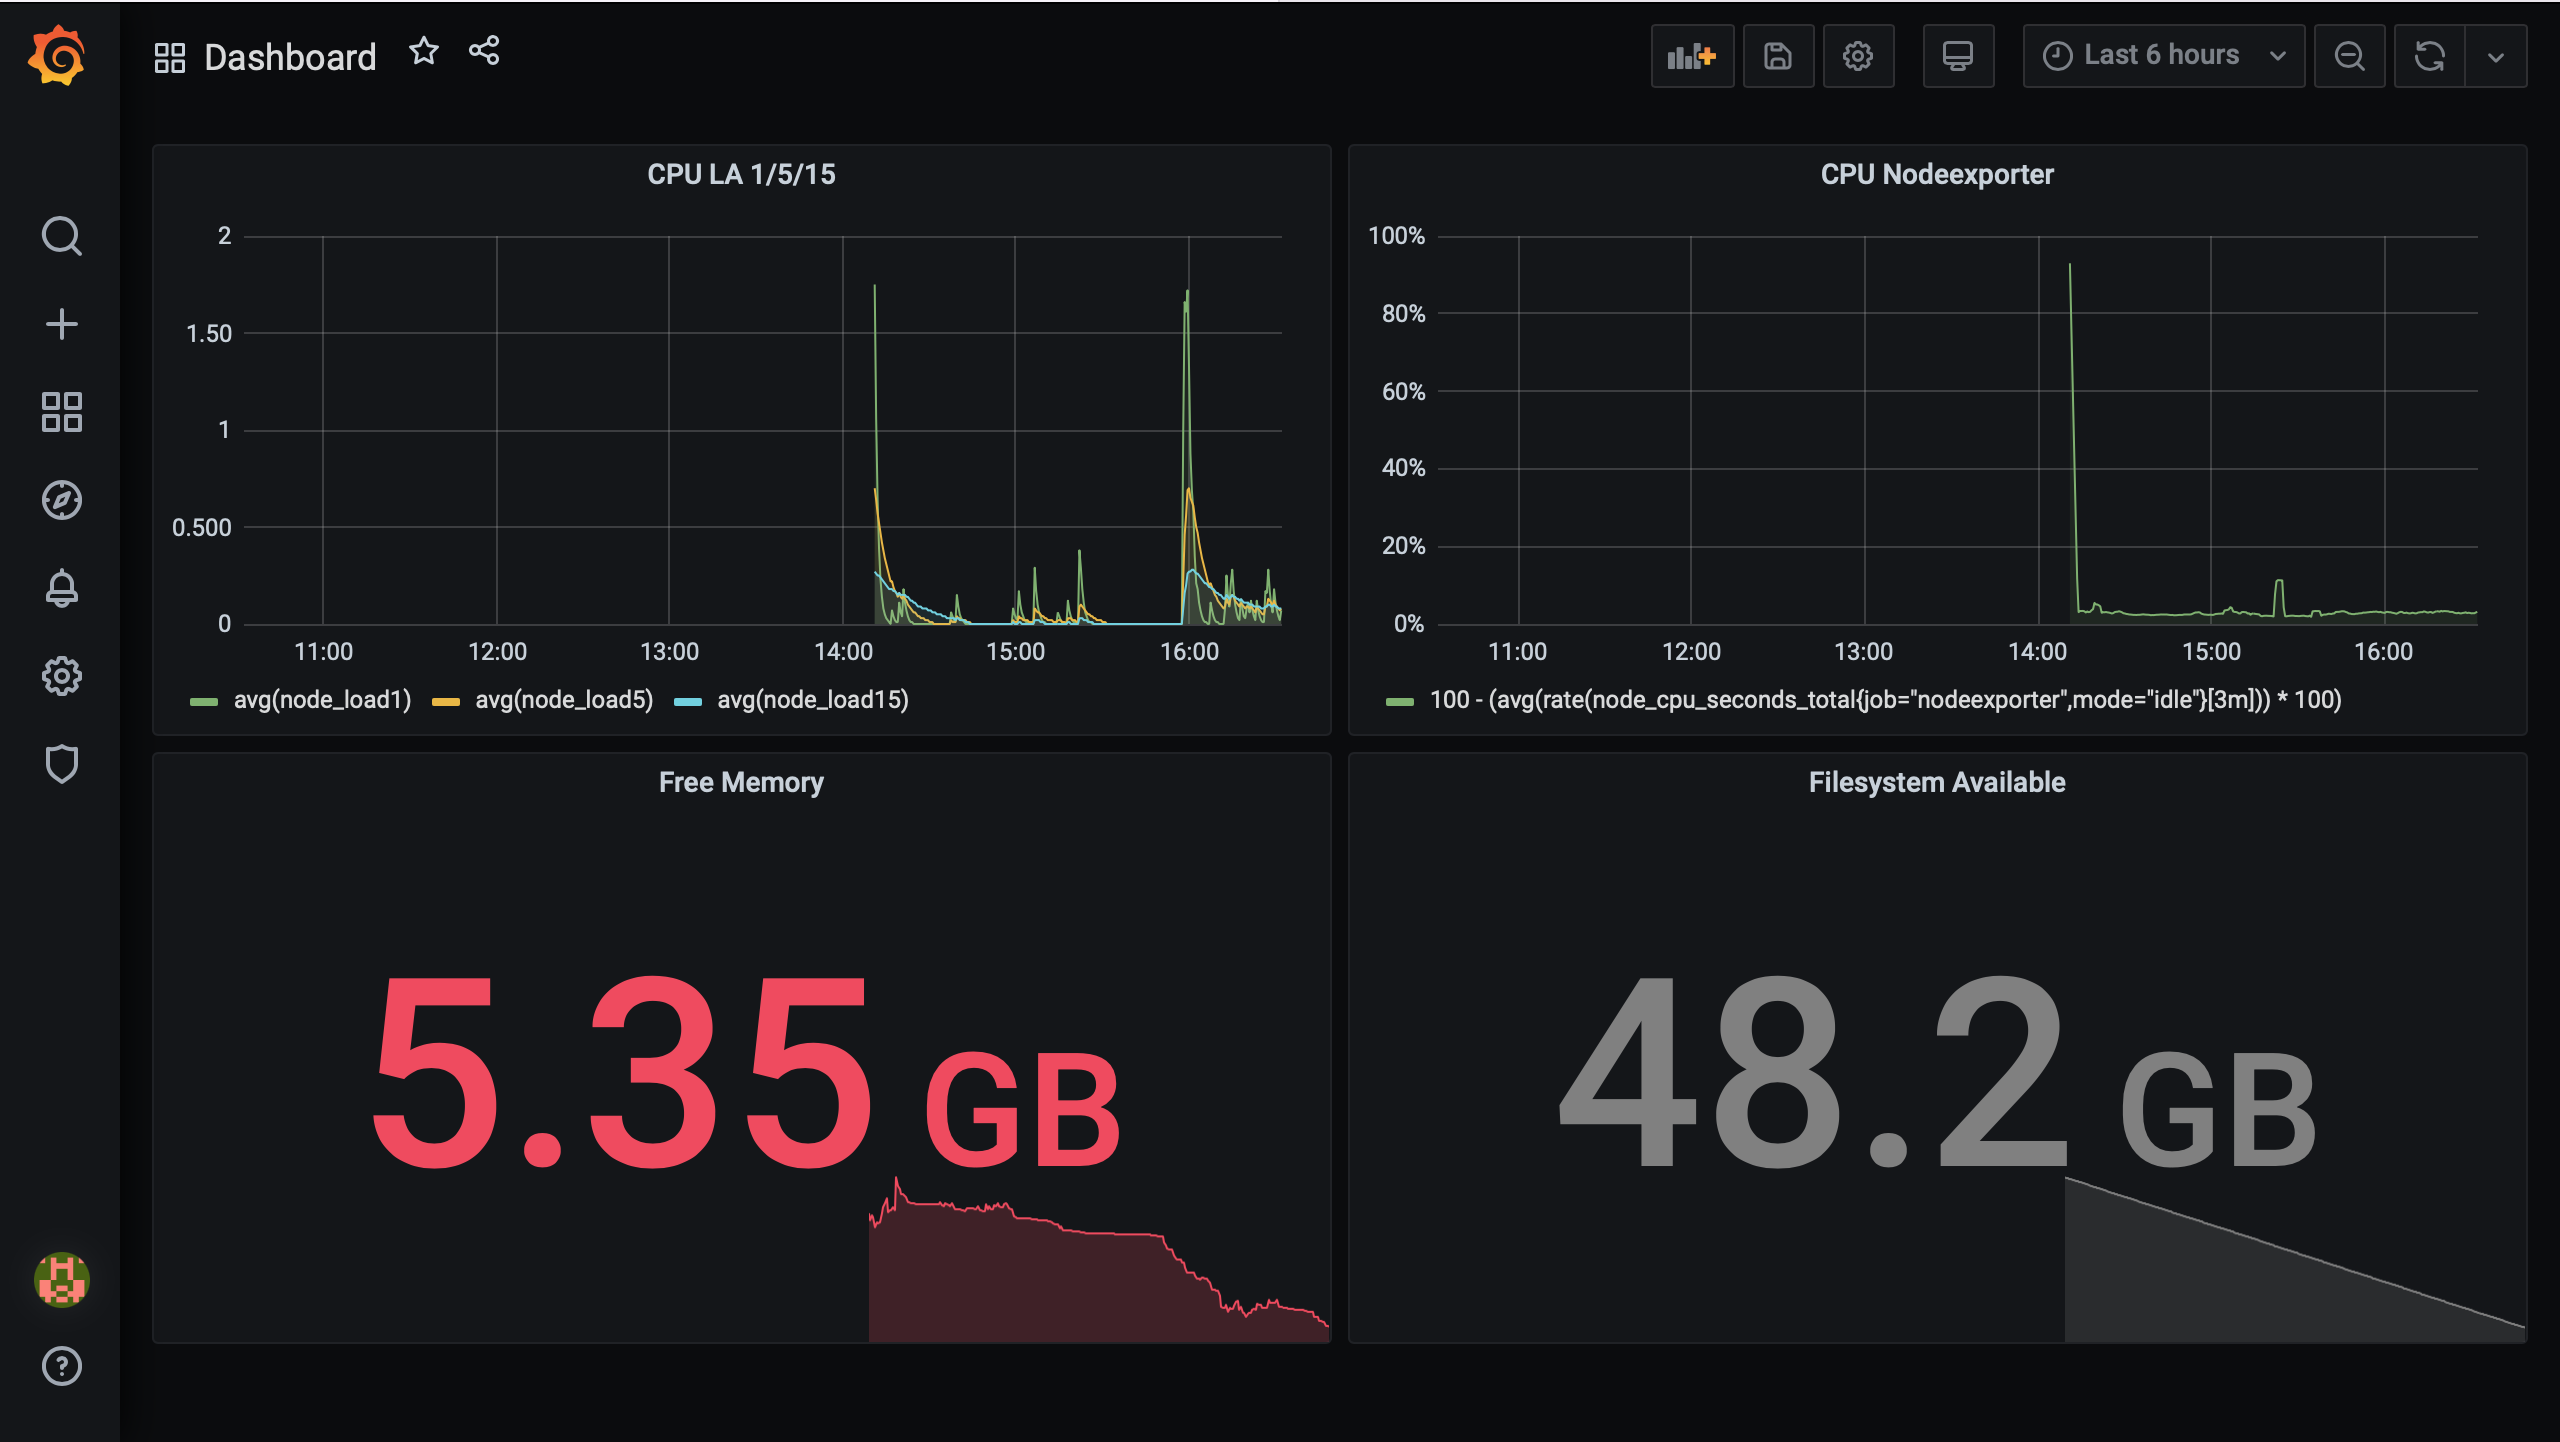 Dashboard
Last 6 hours
CPU LA 1/5/15
2
1.50
1
0.500
0
11:00 12:00 13:00 14:00 15:00 16:00
avg(node_load1) avg(node_load5) avg(node_load15)
CPU Nodeexporter
100%
80%
60%
40%
20%
0%
11:00 12:00 13:00 14:00 15:00 16:00
100 - (avg(rate(node_cpu_seconds_total{job="nodeexporter",mode="idle"}[3m])) * 100)
Free Memory
5.35 GB
Filesystem Available
48.2 GB